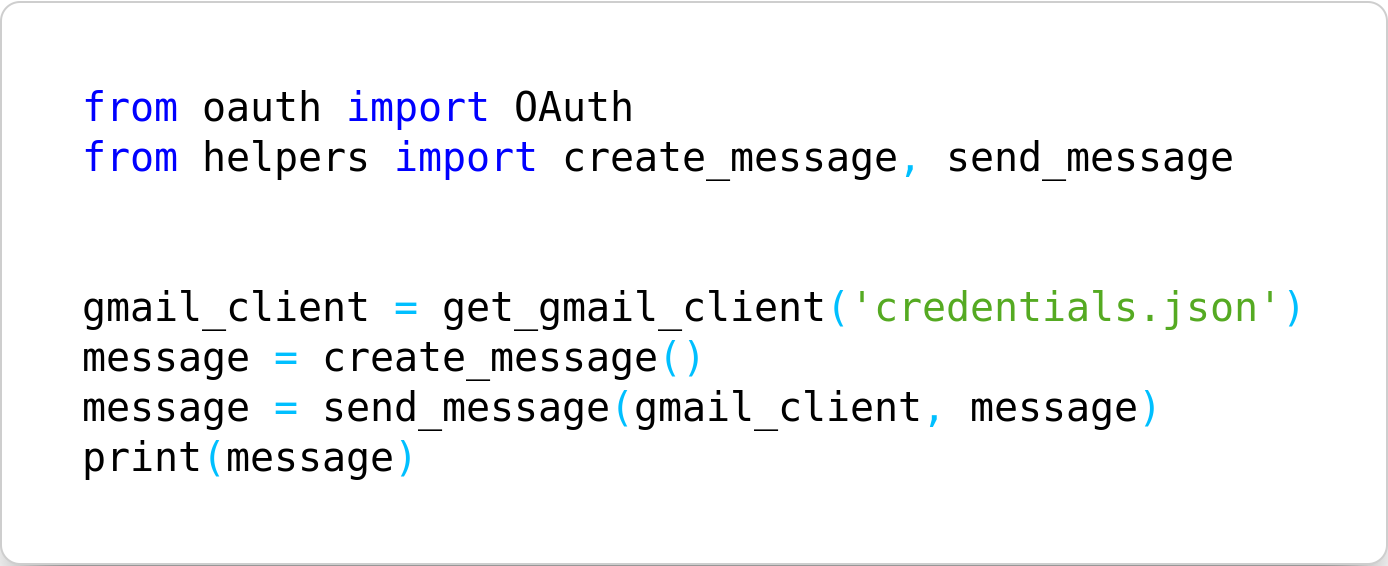 from oauth import OAuth
from helpers import create_message, send_message
gmail_client = get_gmail_client('credentials.json')
message = create_message()
message = send_message(gmail_client, message)
print(message)